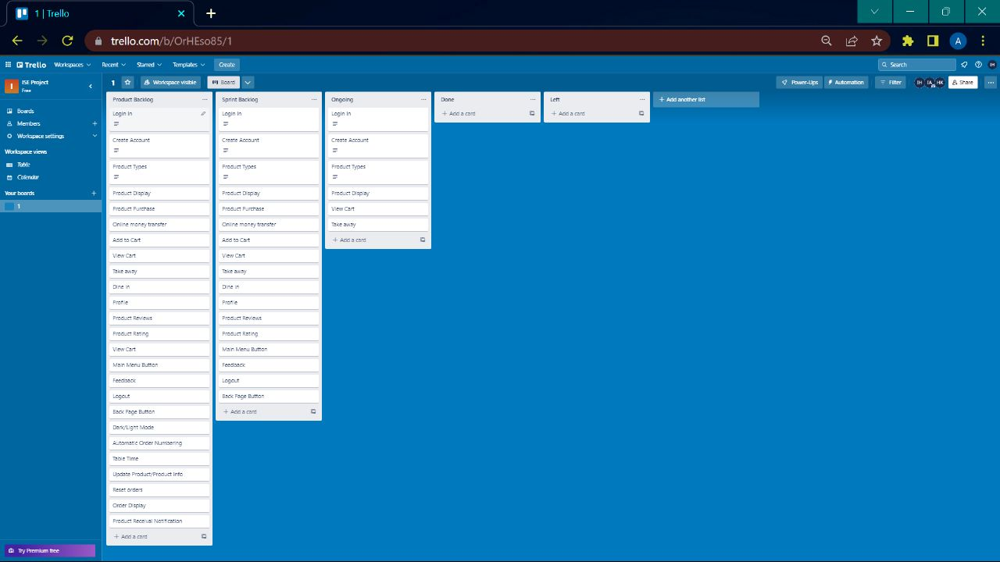 1 | Trello
trello.com/b/OrHEso85/1
A
Trello
Workspaces
Recent
Starred
Templates
Create
Search
IH
I
ISE Project
Free
1
Workspace visible
Board
Power-Ups
Automation
Filter
IH
IA
HK
Share
Boards
Members
Workspace settings
Workspace views
Table
Calendar
Your boards
1
Try Premium free
Product Backlog
Login In
Create Account
Product Types
Product Display
Product Purchase
Online money transfer
Add to Cart
View Cart
Take away
Dine in
Profile
Product Reviews
Product Rating
View Cart
Main Menu Button
Feedback
Logout
Back Page Button
Dark/Light Mode
Automatic Order Numbering
Table Time
Update Product/Product Info
Reset orders
Order Display
Product Receival Notification
+ Add a card
Sprint Backlog
Login In
Create Account
Product Types
Product Display
Product Purchase
Online money transfer
Add to Cart
View Cart
Take away
Dine in
Profile
Product Reviews
Product Rating
Main Menu Button
Feedback
Logout
Back Page Button
+ Add a card
Ongoing
Login In
Create Account
Product Types
Product Display
View Cart
Take away
+ Add a card
Done
+ Add a card
Left
+ Add a card
+ Add another list